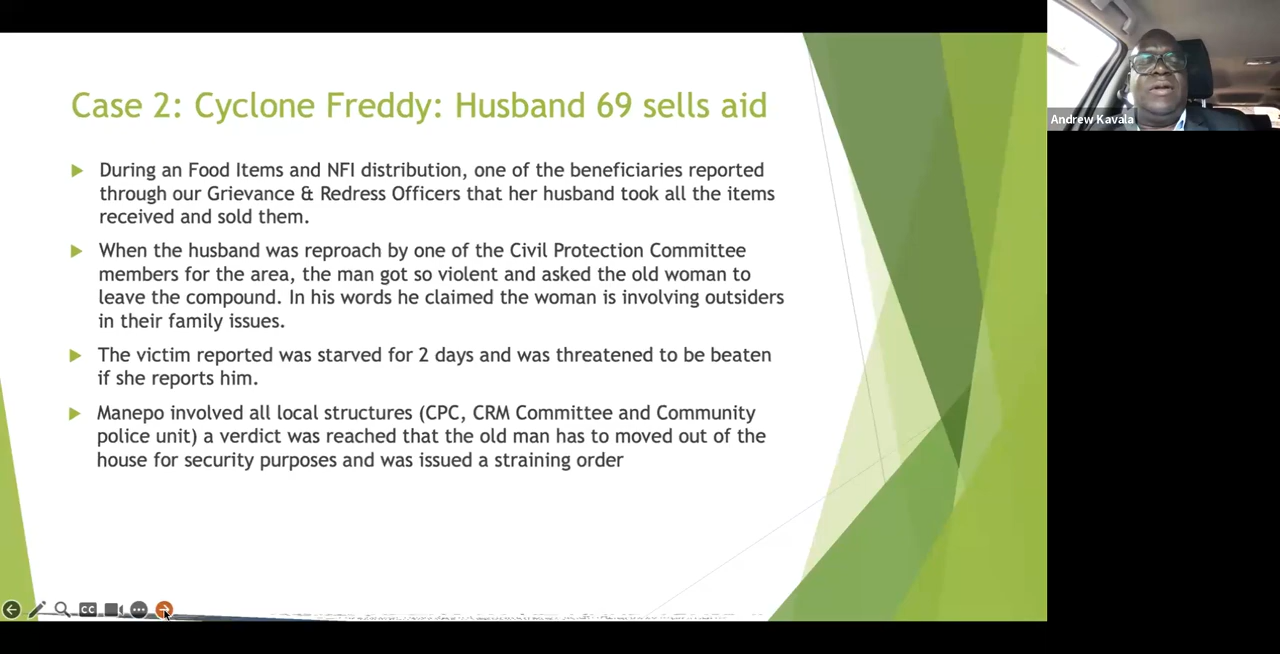 Case 2: Cyclone Freddy: Husband 69 sells aid
During an Food Items and NFI distribution, one of the beneficiaries reported
through our Grievance & Redress Officers that her husband took all the items
received and sold them.
When the husband was reproach by one of the Civil Protection Committee
members for the area, the man got so violent and asked the old woman to
leave the compound. In his words he claimed the woman is involving outsiders
in their family issues.
The victim reported was starved for 2 days and was threatened to be beaten
if she reports him.
Manepo involved all local structures (CPC, CRM Committee and Community
police unit) a verdict was reached that the old man has to moved out of the
house for security purposes and was issued a straining order
Andrew Kavala
CC